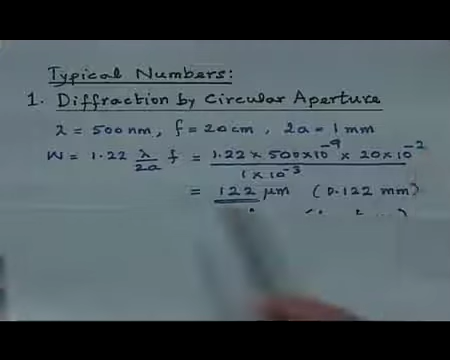 Typical Numbers:
1. Diffraction by Circular Aperture
λ = 500 nm, f = 20 cm, 2a = 1 mm
W = 1.22 λ/2a f = 1.22 × 500×10⁻⁹ × 20×10⁻² / 1×10⁻³
= 122 μm (0.122 mm)